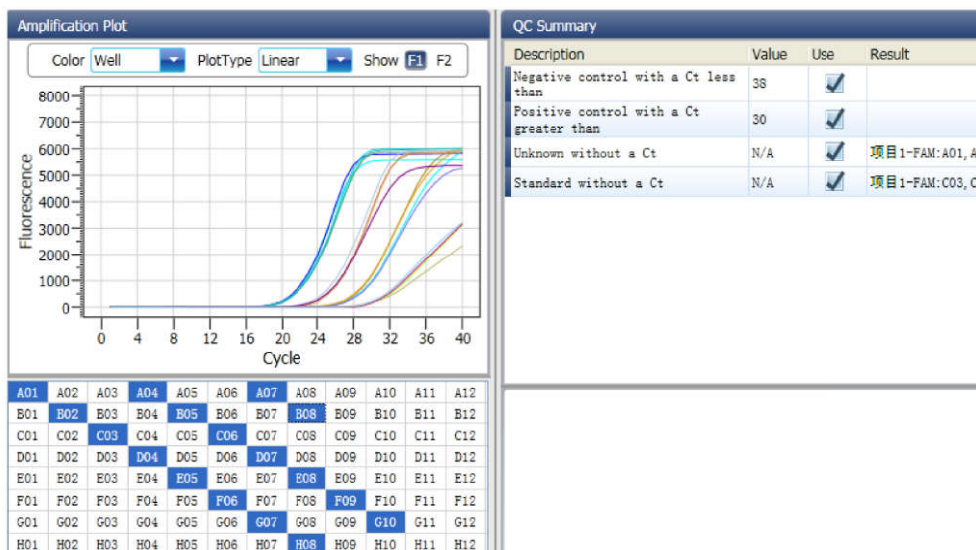 Amplification Plot
Color Well PlotType Linear Show F1 F2
8000
7000
6000
5000
4000
3000
2000
1000
0
Fluorescence
0 4 8 12 16 20 24 28 32 36 40
Cycle
A01 A02 A03 A04 A05 A06 A07 A08 A09 A10 A11 A12
B01 B02 B03 B04 B05 B06 B07 B08 B09 B10 B11 B12
C01 C02 C03 C04 C05 C06 C07 C08 C09 C10 C11 C12
D01 D02 D03 D04 D05 D06 D07 D08 D09 D10 D11 D12
E01 E02 E03 E04 E05 E06 E07 E08 E09 E10 E11 E12
F01 F02 F03 F04 F05 F06 F07 F08 F09 F10 F11 F12
G01 G02 G03 G04 G05 G06 G07 G08 G09 G10 G11 G12
H01 H02 H03 H04 H05 H06 H07 H08 H09 H10 H11 H12
QC Summary
Description Value Use Result
Negative control with a Ct less
than 38
Positive control with a Ct
greater than 30
Unknown without a Ct N/A 项目1-FAM:A01,A
Standard without a Ct N/A 项目1-FAM:C03,C